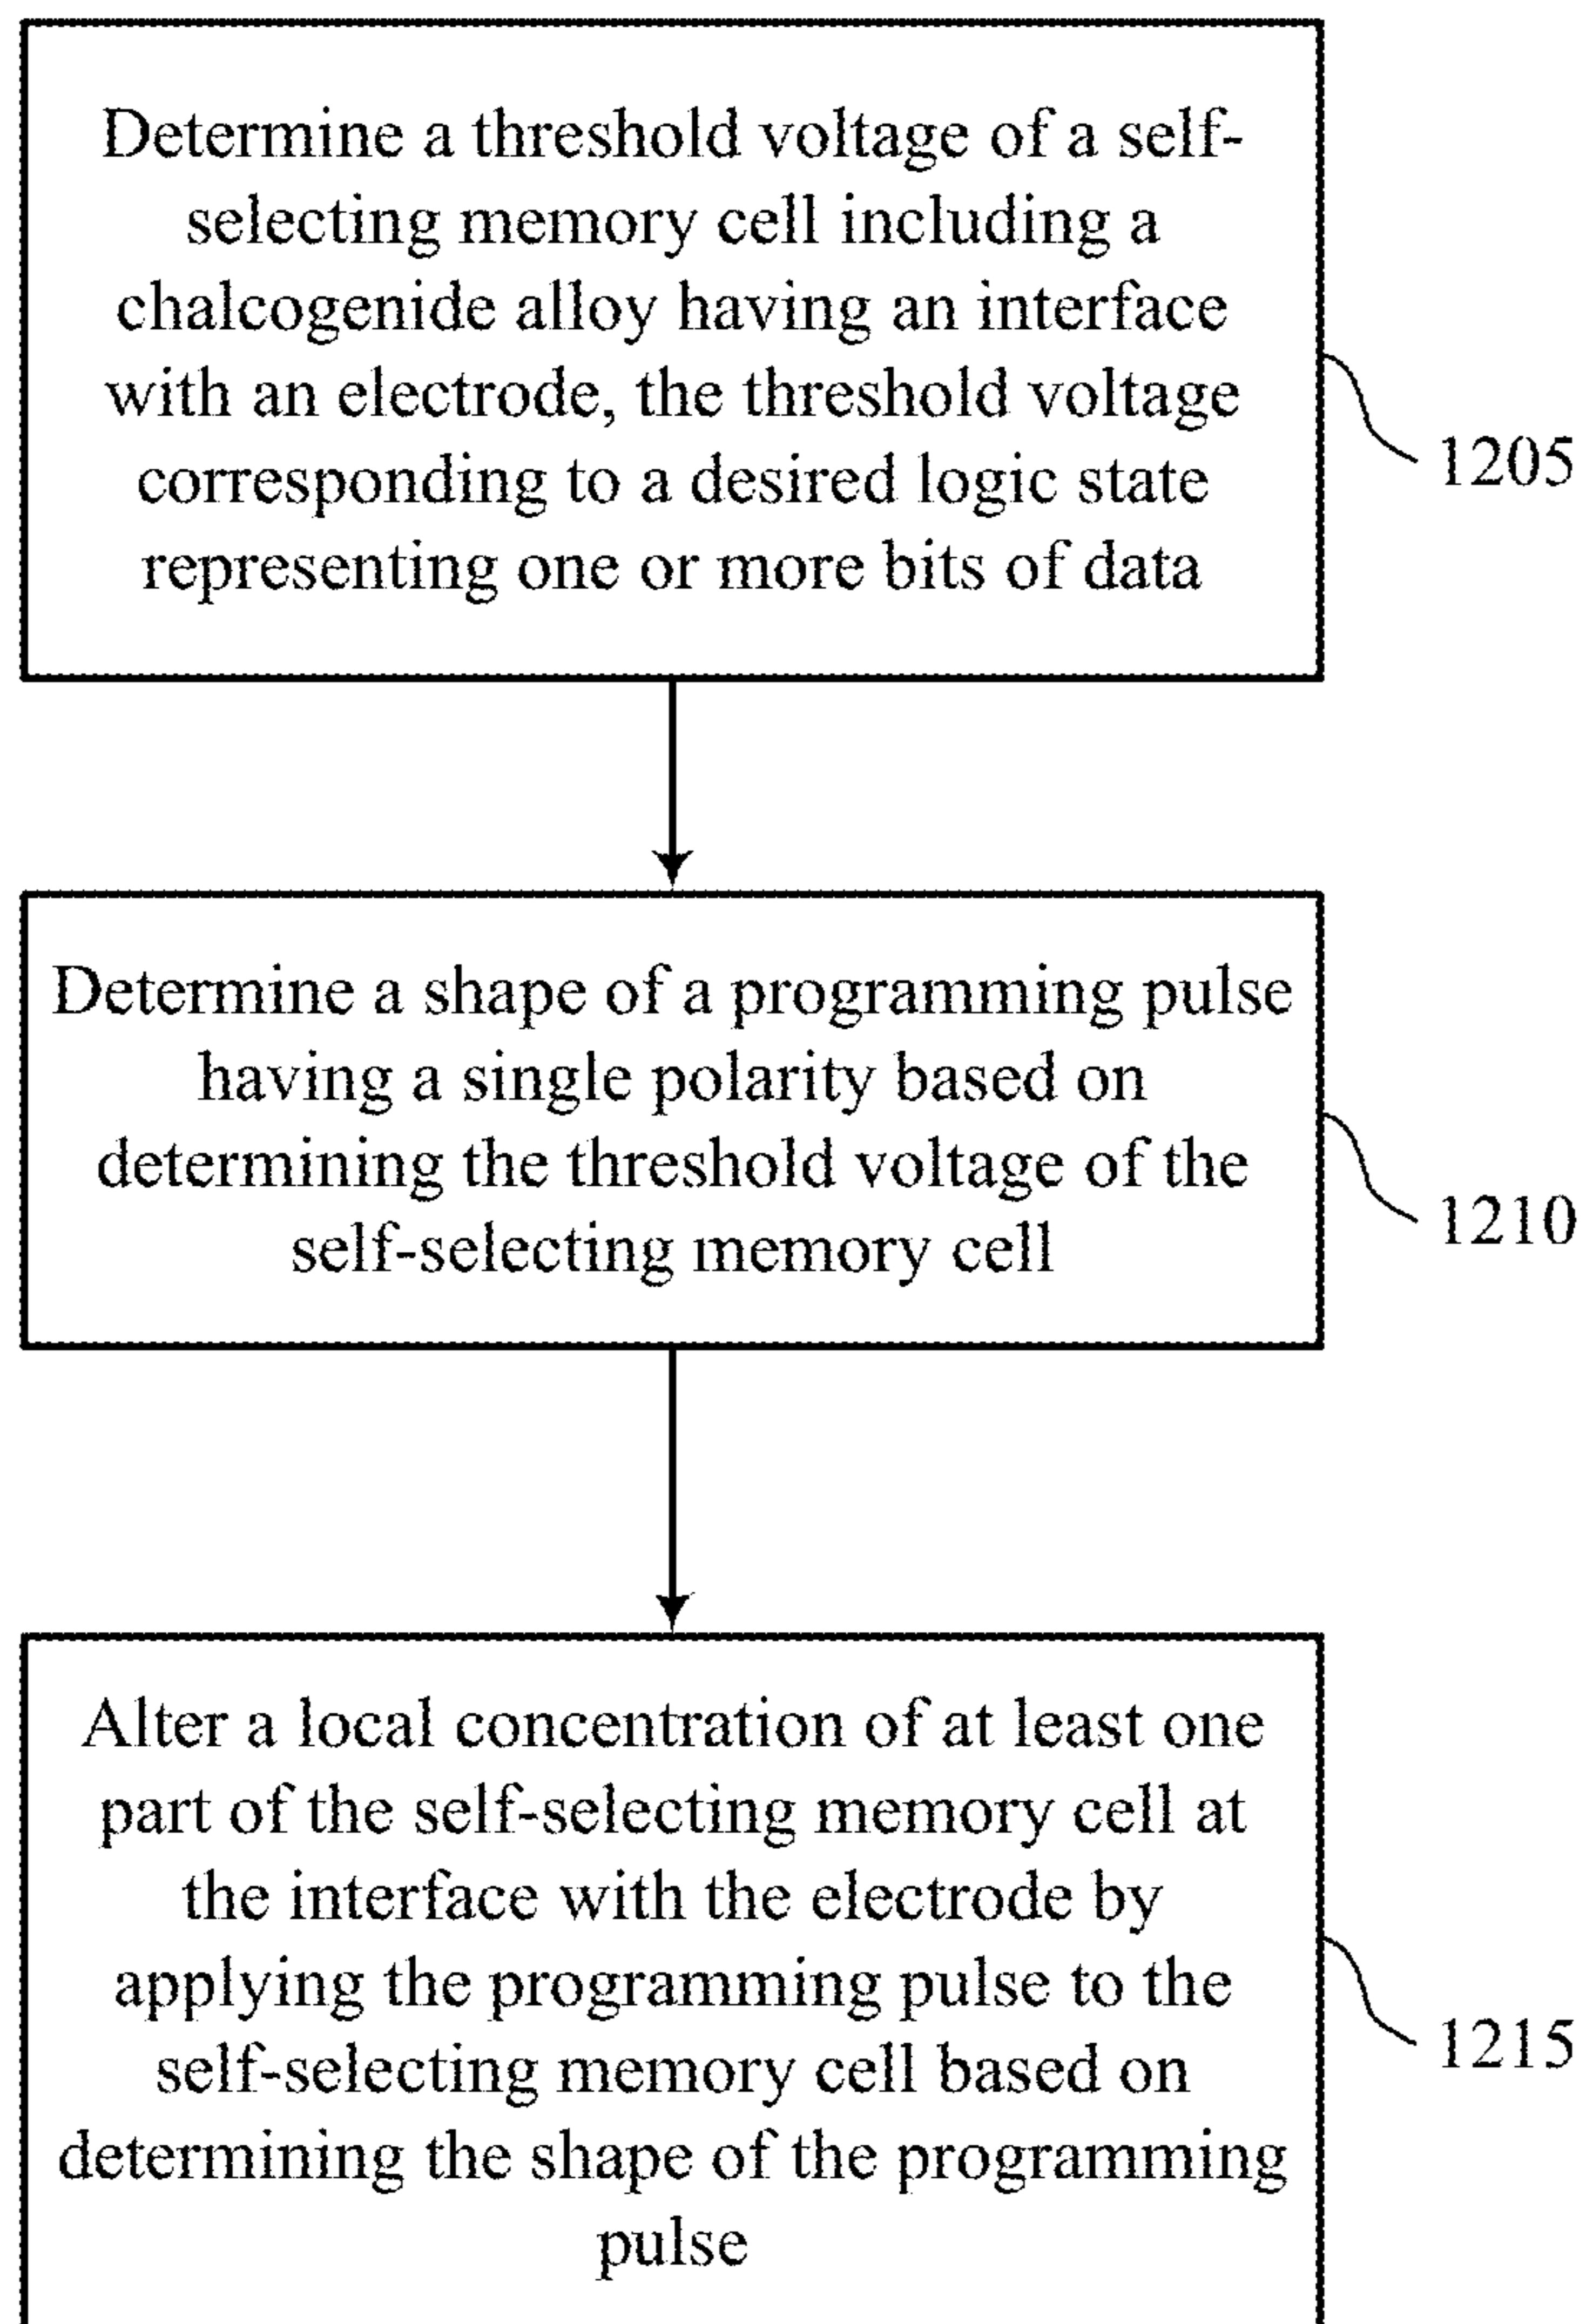 Determine a threshold voltage of a self-
selecting memory cell including a
chalcogenide alloy having an interface
with an electrode, the threshold voltage
corresponding to a desired logic state
representing one or more bits of data
1205
Determine a shape of a programming pulse
having a single polarity based on
determining the threshold voltage of the
self-selecting memory cell
1210
Alter a local concentration of at least one
part of the self-selecting memory cell at
the interface with the electrode by
applying the programming pulse to the
self-selecting memory cell based on
determining the shape of the programming
pulse
1215